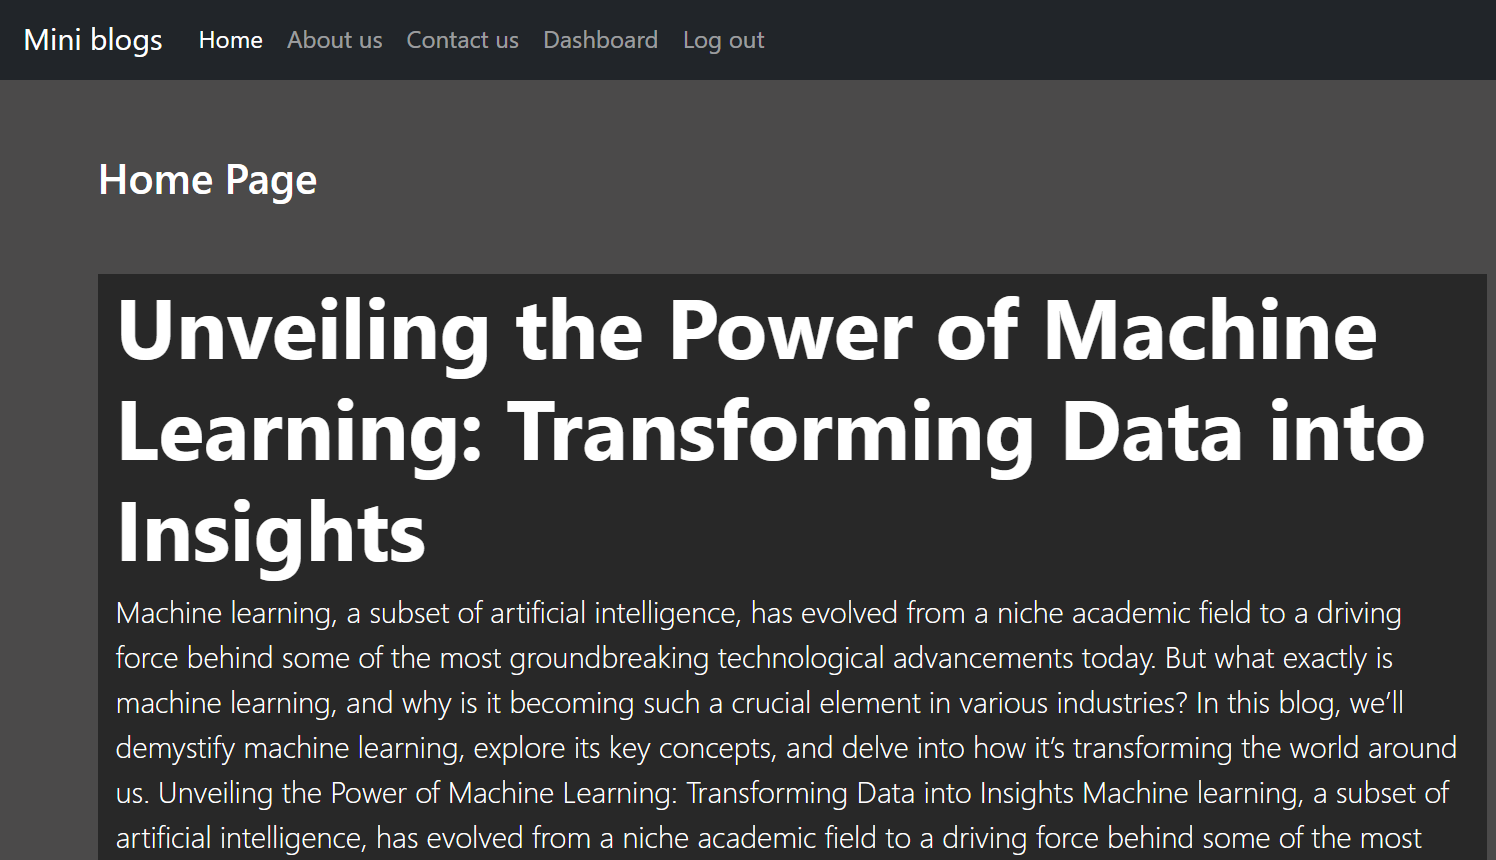 Mini blogs Home About us Contact us Dashboard Log out
Home Page
Unveiling the Power of Machine
Learning: Transforming Data into
Insights
Machine learning, a subset of artificial intelligence, has evolved from a niche academic field to a driving
force behind some of the most groundbreaking technological advancements today. But what exactly is
machine learning, and why is it becoming such a crucial element in various industries? In this blog, we’ll
demystify machine learning, explore its key concepts, and delve into how it’s transforming the world around
us. Unveiling the Power of Machine Learning: Transforming Data into Insights Machine learning, a subset of
artificial intelligence, has evolved from a niche academic field to a driving force behind some of the most